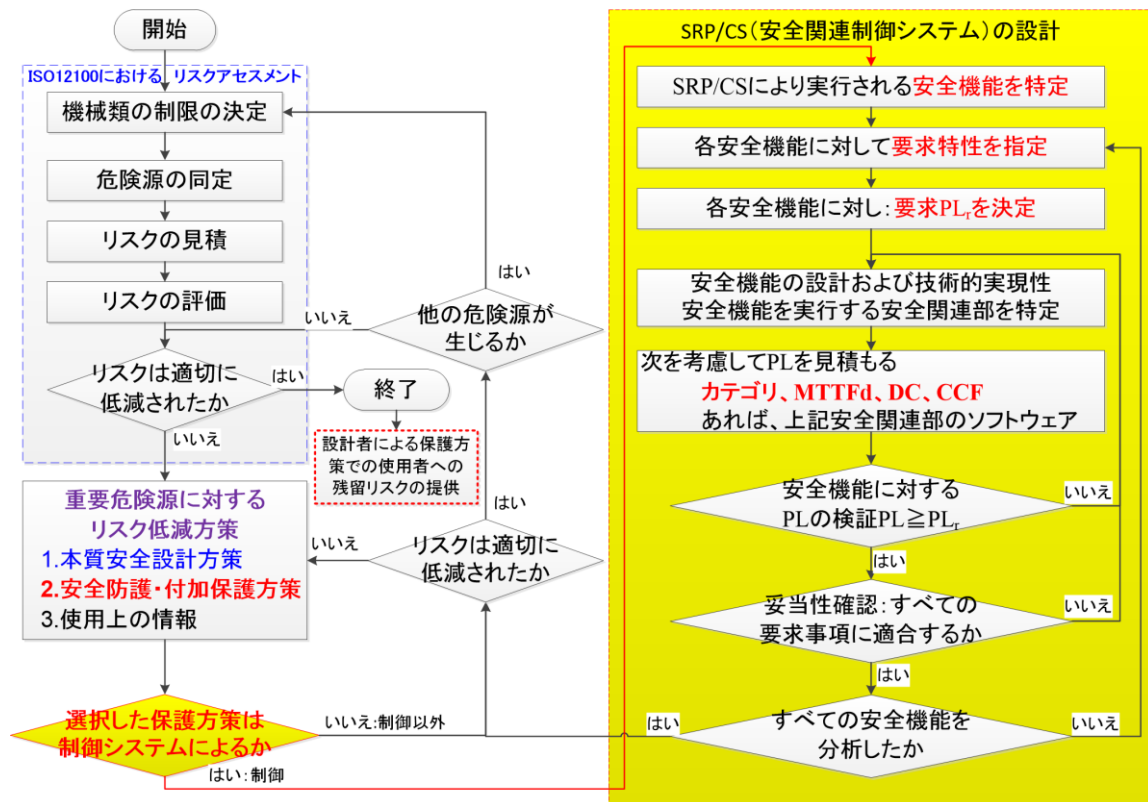 開始
ISO12100における リスクアセスメント
機械類の制限の決定
危険源の同定
リスクの見積
リスクの評価
いいえ
はい
他の危険源が
生じるか
リスクは適切に
低減されたか
はい
終了
いいえ
設計者による保護方
策での使用者への
残留リスクの提供
重要危険源に対する
リスク低減方策
1.本質安全設計方策
2.安全防護・付加保護方策
3.使用上の情報
はい
いいえ
リスクは適切に
低減されたか
選択した保護方策は
制御システムによるか
いいえ:制御以外
はい:制御
SRP/CS(安全関連制御システム)の設計
SRP/CSにより実行される安全機能を特定
各安全機能に対して要求特性を指定
各安全機能に対し:要求PLrを決定
安全機能の設計および技術的実現性
安全機能を実行する安全関連部を特定
次を考慮してPLを見積もる
カテゴリ、MTTFd、DC、CCF
あれば、上記安全関連部のソフトウェア
安全機能に対する
PLの検証PL≧PLr
いいえ
はい
妥当性確認:すべての
要求事項に適合するか
いいえ
はい
すべての安全機能を
分析したか
はい
いいえ